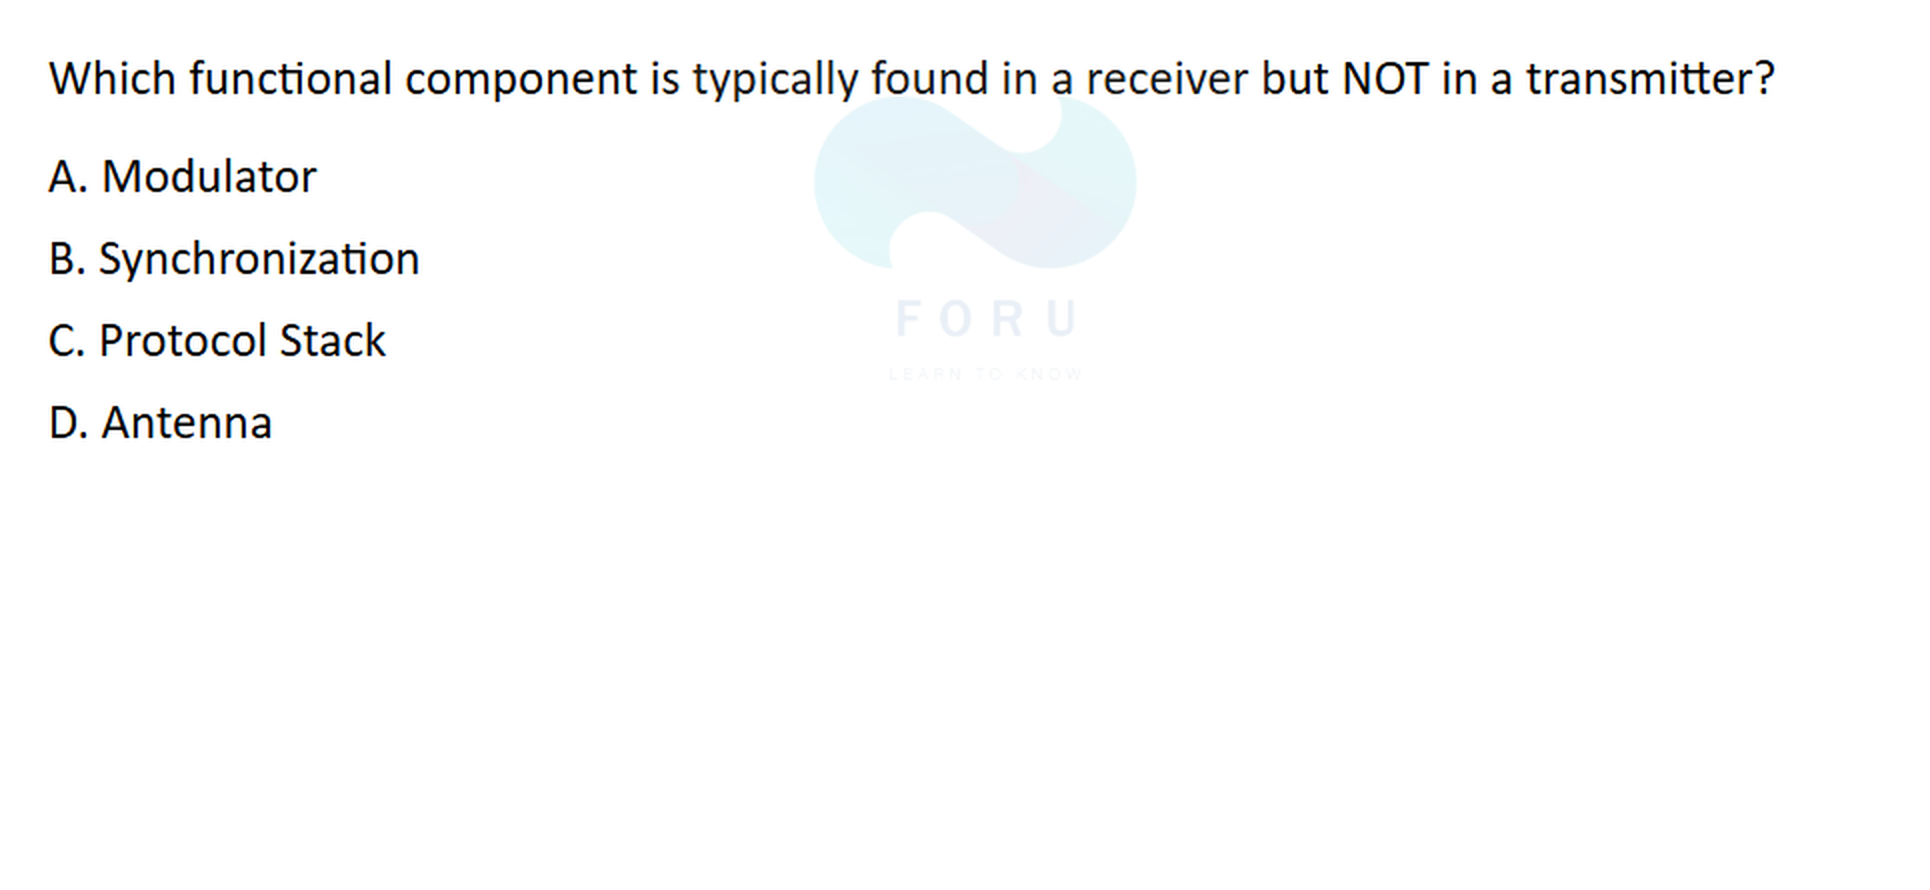 Which functional component is typically found in a receiver but NOT in a transmitter?
A. Modulator
B. Synchronization
FORU
C. Protocol Stack
LEARN TO KNOW
D. Antenna